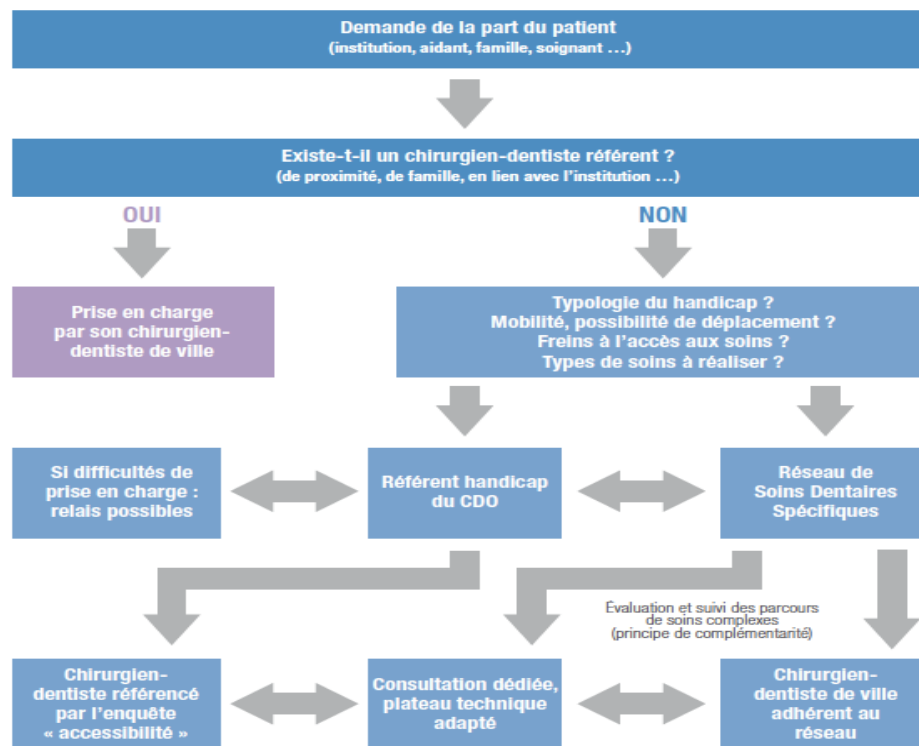 Demande de la part du patient
(institution, aidant, famille, soignant ...)
Existe-t-il un chirurgien-dentiste référent ?
(de proximité, de famille, en lien avec l'institution ...)
OUI
NON
Prise en charge
par son chirurgien-
dentiste de ville
Typologie du handicap ?
Mobilité, possibilité de déplacement ?
Freins à l'accès aux soins ?
Types de soins à réaliser ?
Si difficultés de
prise en charge :
relais possibles
Référent handicap
du CDO
Réseau de
Soins Dentaires
Spécifiques
Évaluation et suivi des parcours
de soins complexes
(principe de complémentarité)
Chirurgien-
dentiste référencé
par l'enquête
« accessibilité »
Consultation dédiée,
plateau technique
adapté
Chirurgien-
dentiste de ville
adhérent au
réseau